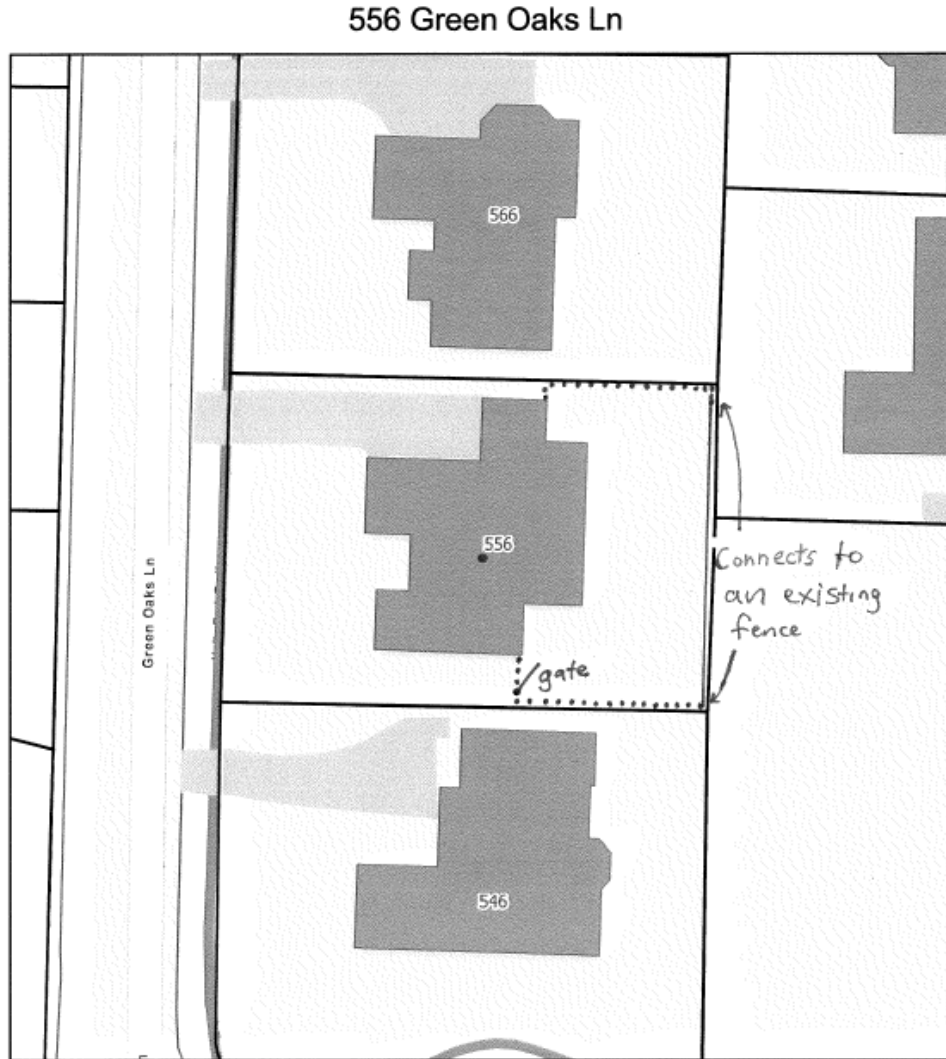 556 Green Oaks Ln
566
556
Connects to
an existing
fence
Green Oaks Ln
gate
546